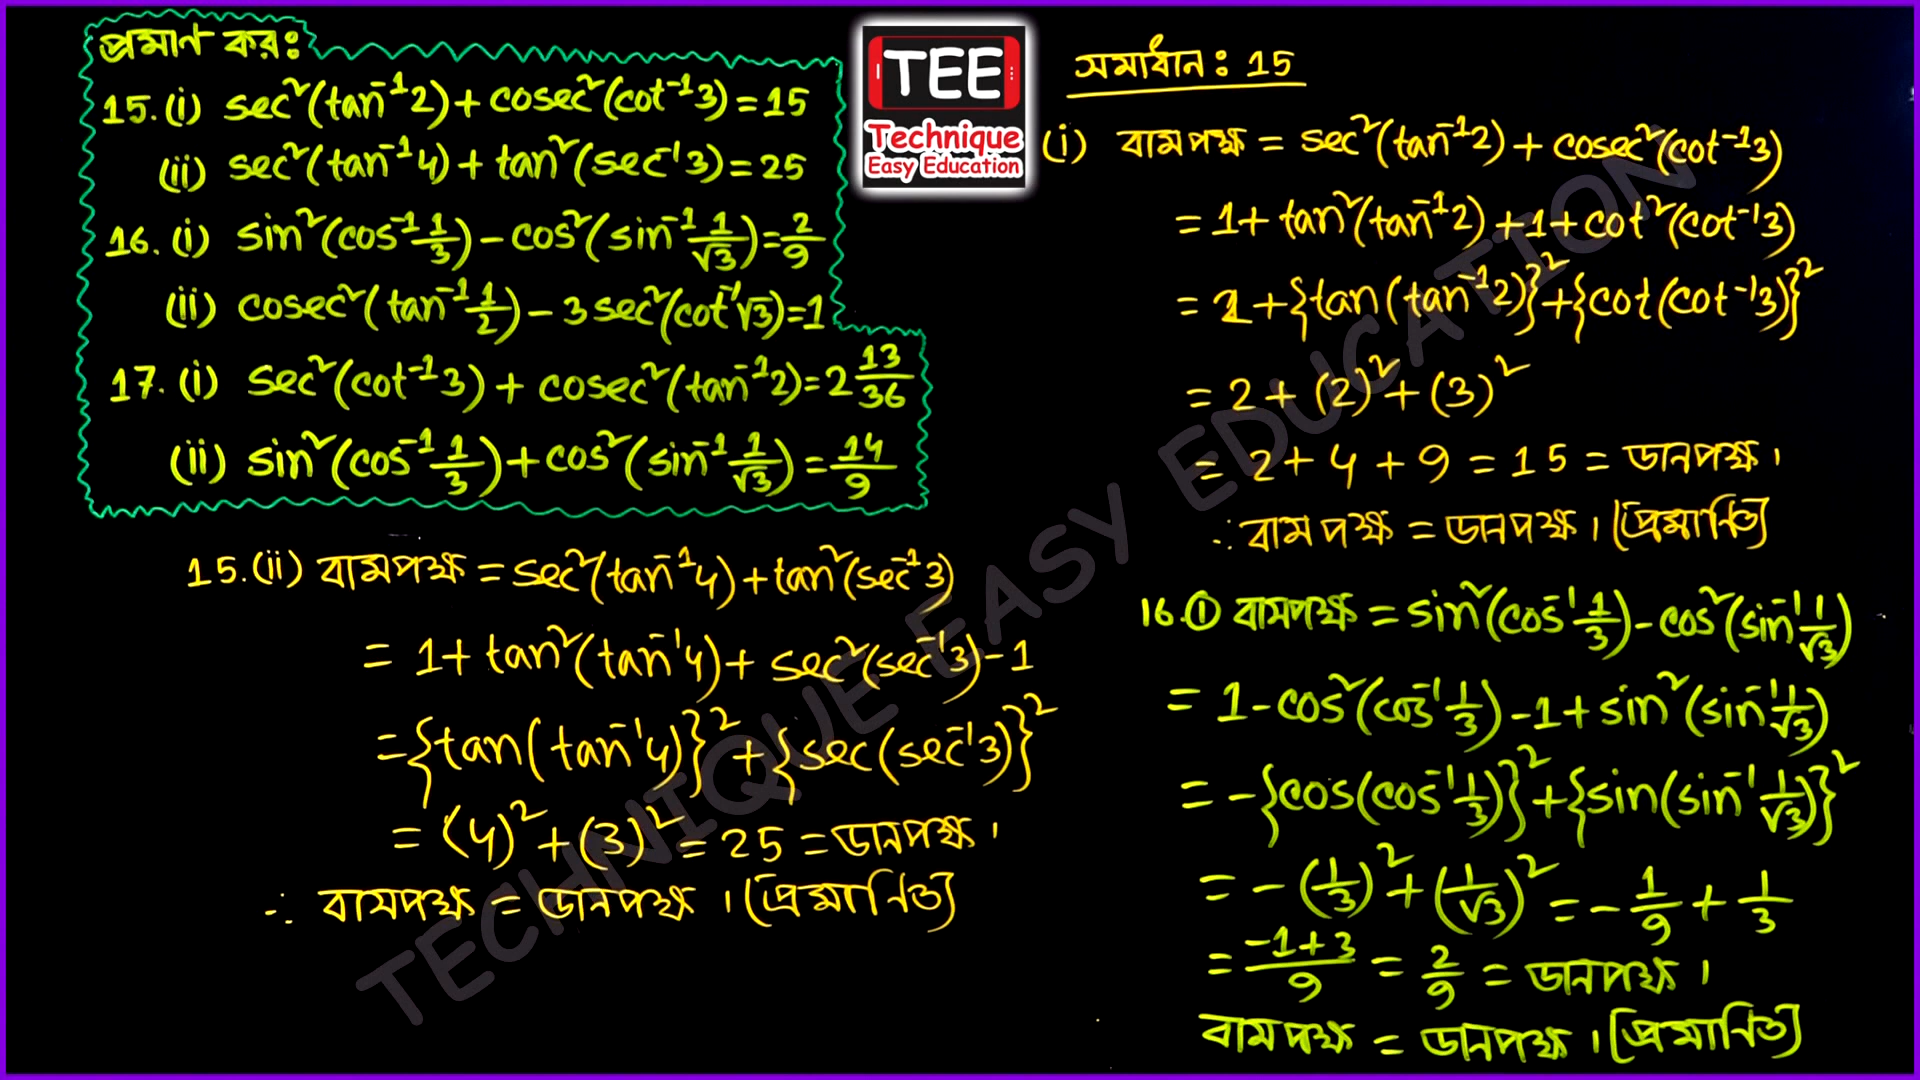 প্রমাণ করঃ
15. (i) sec²(tan⁻¹2) + cosec²(cot⁻¹3) = 15
(ii) sec²(tan⁻¹4) + tan²(sec⁻¹3) = 25
16. (i) sin²(cos⁻¹ 1/3) - cos²(sin⁻¹ 1/√3) = 2/9
(ii) cosec²(tan⁻¹ 1/2) - 3 sec²(cot⁻¹√3) = 1
17. (i) sec²(cot⁻¹3) + cosec²(tan⁻¹2) = 2 13/36
(ii) sin²(cos⁻¹ 1/3) + cos²(sin⁻¹ 1/√3) = 14/9
15. (ii) বামপক্ষ = sec²(tan⁻¹4) + tan²(sec⁻¹3)
= 1 + tan²(tan⁻¹4) + sec²(sec⁻¹3) - 1
= {tan(tan⁻¹4)}² + {sec(sec⁻¹3)}²
= (4)² + (3)² = 25 = ডানপক্ষ ।
∴ বামপক্ষ = ডানপক্ষ । [প্রমানিত]
TEE
Technique
Easy Education
সমাধান: 15
(i) বামপক্ষ = sec²(tan⁻¹2) + cosec²(cot⁻¹3)
= 1 + tan²(tan⁻¹2) + 1 + cot²(cot⁻¹3)
= 2 + {tan(tan⁻¹2)}² + {cot(cot⁻¹3)}²
= 2 + (2)² + (3)²
= 2 + 4 + 9 = 15 = ডানপক্ষ ।
∴ বামপক্ষ = ডানপক্ষ । [প্রমানিত]
16. (i) বামপক্ষ = sin²(cos⁻¹ 1/3) - cos²(sin⁻¹ 1/√3)
= 1 - cos²(cos⁻¹ 1/3) - 1 + sin²(sin⁻¹ 1/√3)
= - {cos(cos⁻¹ 1/3)}² + {sin(sin⁻¹ 1/√3)}²
= - (1/3)² + (1/√3)² = - 1/9 + 1/3
= -1+3/9 = 2/9 = ডানপক্ষ ।
বামপক্ষ = ডানপক্ষ । [প্রমানিত]
TECHNIQUE EASY EDUCATION